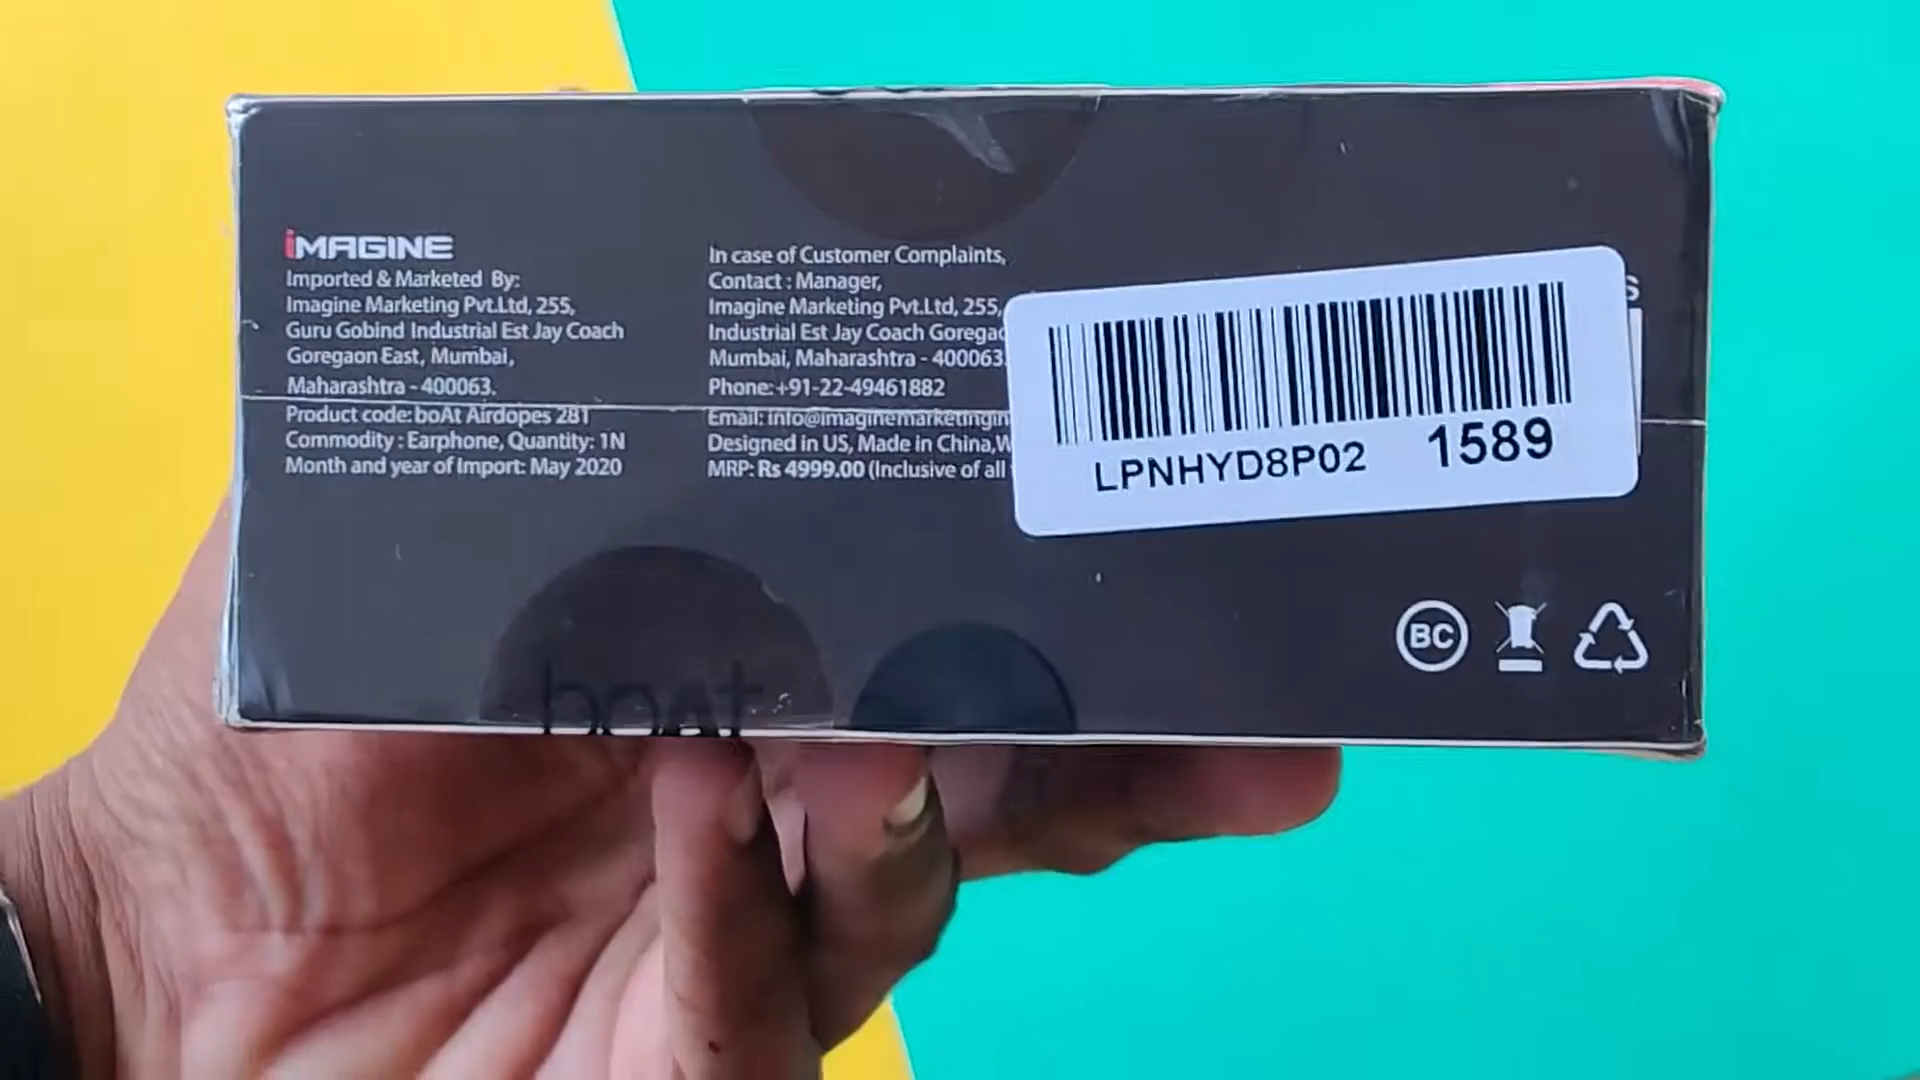 iMAGINE
Imported & Marketed By:
Imagine Marketing Pvt.Ltd, 255,
Guru Gobind Industrial Est Jay Coach
Goregaon East, Mumbai,
Maharashtra - 400063.
Product code: boAt Airdopes 281
Commodity : Earphone, Quantity: 1N
Month and year of Import: May 2020
In case of Customer Complaints,
Contact : Manager,
Imagine Marketing Pvt.Ltd, 255,
Industrial Est Jay Coach Goregao
Mumbai, Maharashtra - 400063.
Phone:+91-22-49461882
Email: info@imaginemarketingin
Designed in US, Made in China,
MRP: Rs 4999.00 (Inclusive of all
LPNHYD8P02 1589
BC
boAt